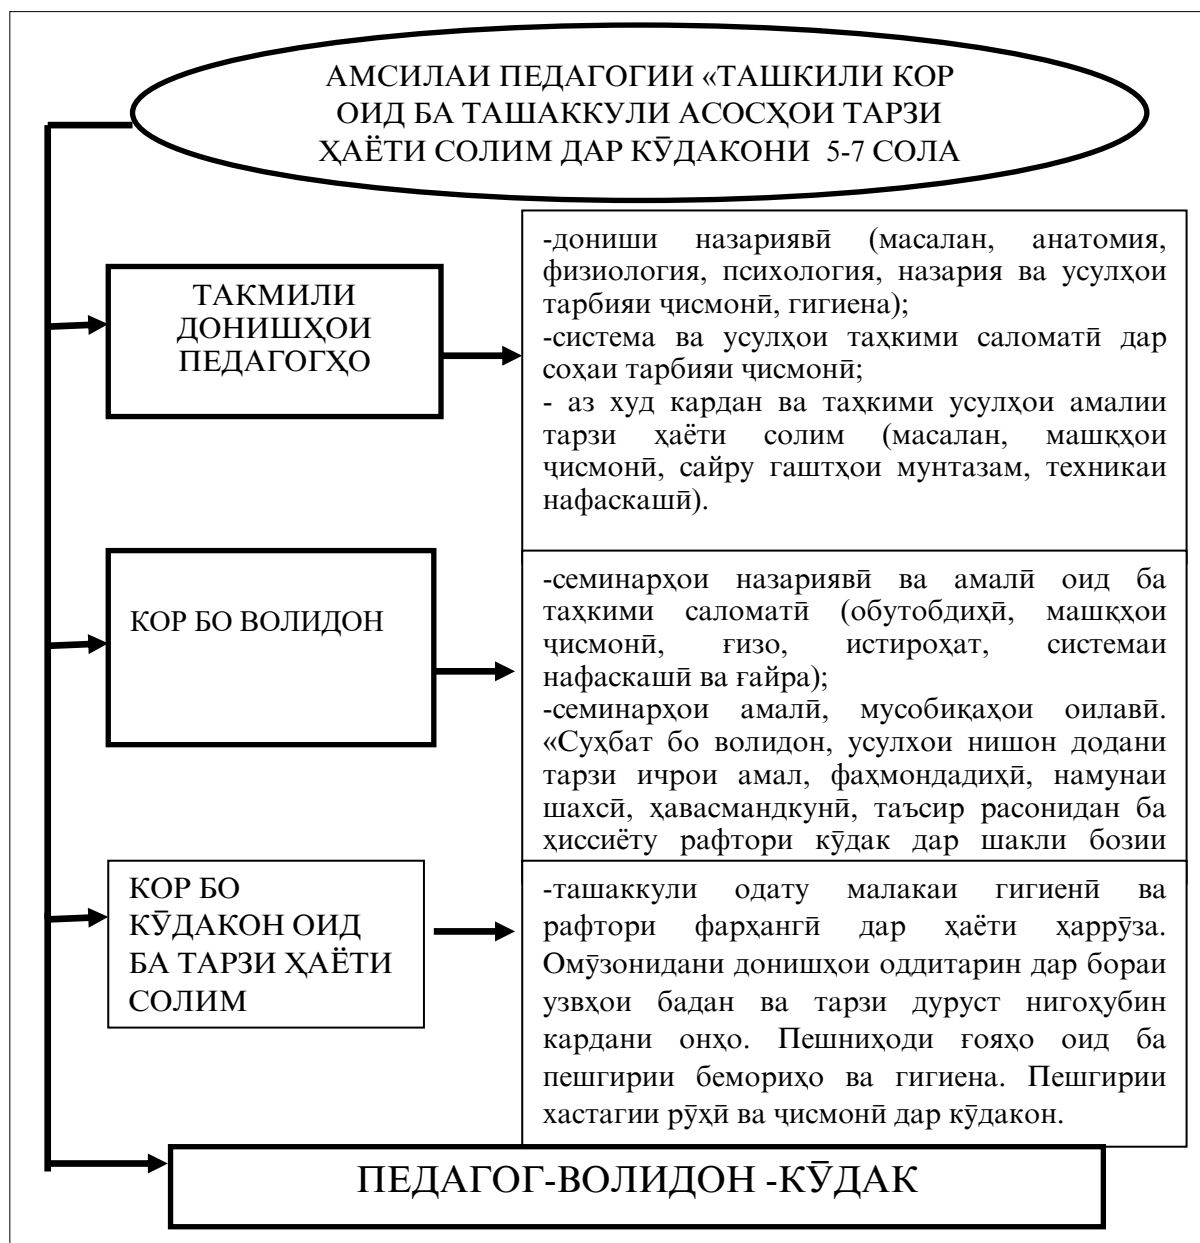 АМСИЛАИ ПЕДАГОГИИ «ТАШКИЛИ КОР
ОИД БА ТАШАККУЛИ АСОСҲОИ ТАРЗИ
ҲАЁТИ СОЛИМ ДАР КӮДАКОНИ 5-7 СОЛА
ТАКМИЛИ
ДОНИШҲОИ
ПЕДАГОГҲО
-дониши назариявӣ (масалан, анатомия,
физиология, психология, назария ва усулҳои
тарбияи ҷисмонӣ, гигиена);
-система ва усулҳои таҳкими саломатӣ дар
соҳаи тарбияи ҷисмонӣ;
- аз худ кардан ва таҳкими усулҳои амалии
тарзи ҳаёти солим (масалан, машқҳои
ҷисмонӣ, сайру гаштҳои мунтазам, техникаи
нафаскашӣ).
КОР БО ВОЛИДОН
-семинарҳои назариявӣ ва амалӣ оид ба
таҳкими саломатӣ (обутобдиҳӣ, машқҳои
ҷисмонӣ, ғизо, истироҳат, системаи
нафаскашӣ ва ғайра);
-семинарҳои амалӣ, мусобиқаҳои оилавӣ.
«Суҳбат бо волидон, усулхои нишон додани
тарзи иҷрои амал, фаҳмондадиҳӣ, намунаи
шахсӣ, ҳавасмандкунӣ, таъсир расонидан ба
ҳиссиёту рафтори кӯдак дар шакли бозии
КОР БО
КӮДАКОН ОИД
БА ТАРЗИ ҲАЁТИ
СОЛИМ
-ташаккули одату малакаи гигиенӣ ва
рафтори фарҳангӣ дар ҳаёти ҳаррӯза.
Омӯзонидани донишҳои оддитарин дар бораи
узвҳои бадан ва тарзи дуруст нигоҳубин
кардани онҳо. Пешниҳоди ғояҳо оид ба
пешгирии бемориҳо ва гигиена. Пешгирии
хастагии рӯҳӣ ва ҷисмонӣ дар кӯдакон.
ПЕДАГОГ-ВОЛИДОН -КӮДАК